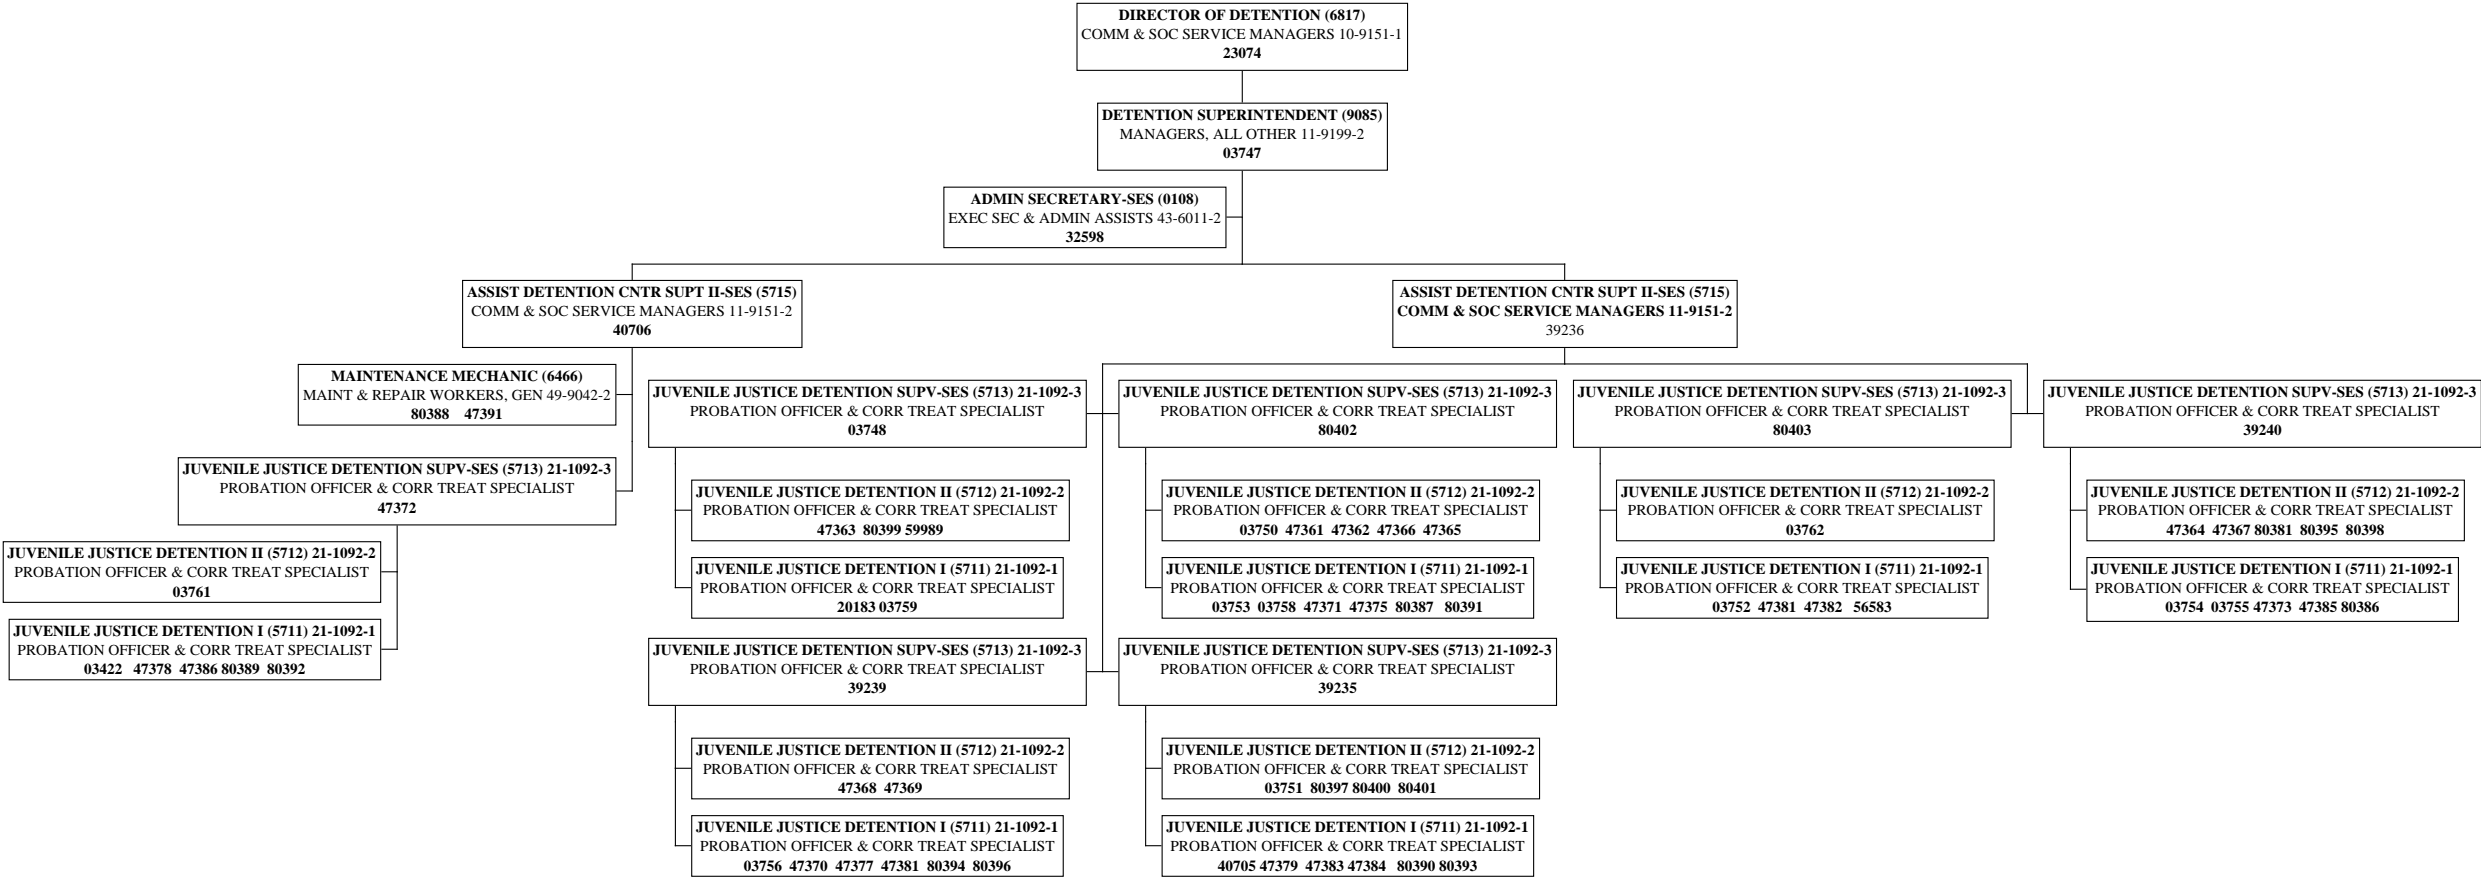 DIRECTOR OF DETENTION (6817)
COMM & SOC SERVICE MANAGERS 10-9151-1
23074
DETENTION SUPERINTENDENT (9085)
MANAGERS, ALL OTHER 11-9199-2
03747
ADMIN SECRETARY-SES (0108)
EXEC SEC & ADMIN ASSISTS 43-6011-2
32598
ASSIST DETENTION CNTR SUPT II-SES (5715)
COMM & SOC SERVICE MANAGERS 11-9151-2
40706
MAINTENANCE MECHANIC (6466)
MAINT & REPAIR WORKERS, GEN 49-9042-2
80388 47391
JUVENILE JUSTICE DETENTION SUPV-SES (5713) 21-1092-3
PROBATION OFFICER & CORR TREAT SPECIALIST
47372
JUVENILE JUSTICE DETENTION II (5712) 21-1092-2
PROBATION OFFICER & CORR TREAT SPECIALIST
03761
JUVENILE JUSTICE DETENTION I (5711) 21-1092-1
PROBATION OFFICER & CORR TREAT SPECIALIST
03422 47378 47386 80389 80392
ASSIST DETENTION CNTR SUPT II-SES (5715)
COMM & SOC SERVICE MANAGERS 11-9151-2
39236
JUVENILE JUSTICE DETENTION SUPV-SES (5713) 21-1092-3
PROBATION OFFICER & CORR TREAT SPECIALIST
03748
JUVENILE JUSTICE DETENTION II (5712) 21-1092-2
PROBATION OFFICER & CORR TREAT SPECIALIST
47363 80399 59989
JUVENILE JUSTICE DETENTION I (5711) 21-1092-1
PROBATION OFFICER & CORR TREAT SPECIALIST
20183 03759
JUVENILE JUSTICE DETENTION SUPV-SES (5713) 21-1092-3
PROBATION OFFICER & CORR TREAT SPECIALIST
80402
JUVENILE JUSTICE DETENTION II (5712) 21-1092-2
PROBATION OFFICER & CORR TREAT SPECIALIST
03750 47361 47362 47366 47365
JUVENILE JUSTICE DETENTION I (5711) 21-1092-1
PROBATION OFFICER & CORR TREAT SPECIALIST
03753 03758 47371 47375 80387 80391
JUVENILE JUSTICE DETENTION SUPV-SES (5713) 21-1092-3
PROBATION OFFICER & CORR TREAT SPECIALIST
80403
JUVENILE JUSTICE DETENTION II (5712) 21-1092-2
PROBATION OFFICER & CORR TREAT SPECIALIST
03762
JUVENILE JUSTICE DETENTION I (5711) 21-1092-1
PROBATION OFFICER & CORR TREAT SPECIALIST
03752 47381 47382 56583
JUVENILE JUSTICE DETENTION SUPV-SES (5713) 21-1092-3
PROBATION OFFICER & CORR TREAT SPECIALIST
39240
JUVENILE JUSTICE DETENTION II (5712) 21-1092-2
PROBATION OFFICER & CORR TREAT SPECIALIST
47364 47367 80381 80395 80398
JUVENILE JUSTICE DETENTION I (5711) 21-1092-1
PROBATION OFFICER & CORR TREAT SPECIALIST
03754 03755 47373 47385 80386
JUVENILE JUSTICE DETENTION SUPV-SES (5713) 21-1092-3
PROBATION OFFICER & CORR TREAT SPECIALIST
39239
JUVENILE JUSTICE DETENTION II (5712) 21-1092-2
PROBATION OFFICER & CORR TREAT SPECIALIST
47368 47369
JUVENILE JUSTICE DETENTION I (5711) 21-1092-1
PROBATION OFFICER & CORR TREAT SPECIALIST
03756 47370 47377 47381 80394 80396
JUVENILE JUSTICE DETENTION SUPV-SES (5713) 21-1092-3
PROBATION OFFICER & CORR TREAT SPECIALIST
39235
JUVENILE JUSTICE DETENTION II (5712) 21-1092-2
PROBATION OFFICER & CORR TREAT SPECIALIST
03751 80397 80400 80401
JUVENILE JUSTICE DETENTION I (5711) 21-1092-1
PROBATION OFFICER & CORR TREAT SPECIALIST
40705 47379 47383 47384 80390 80393